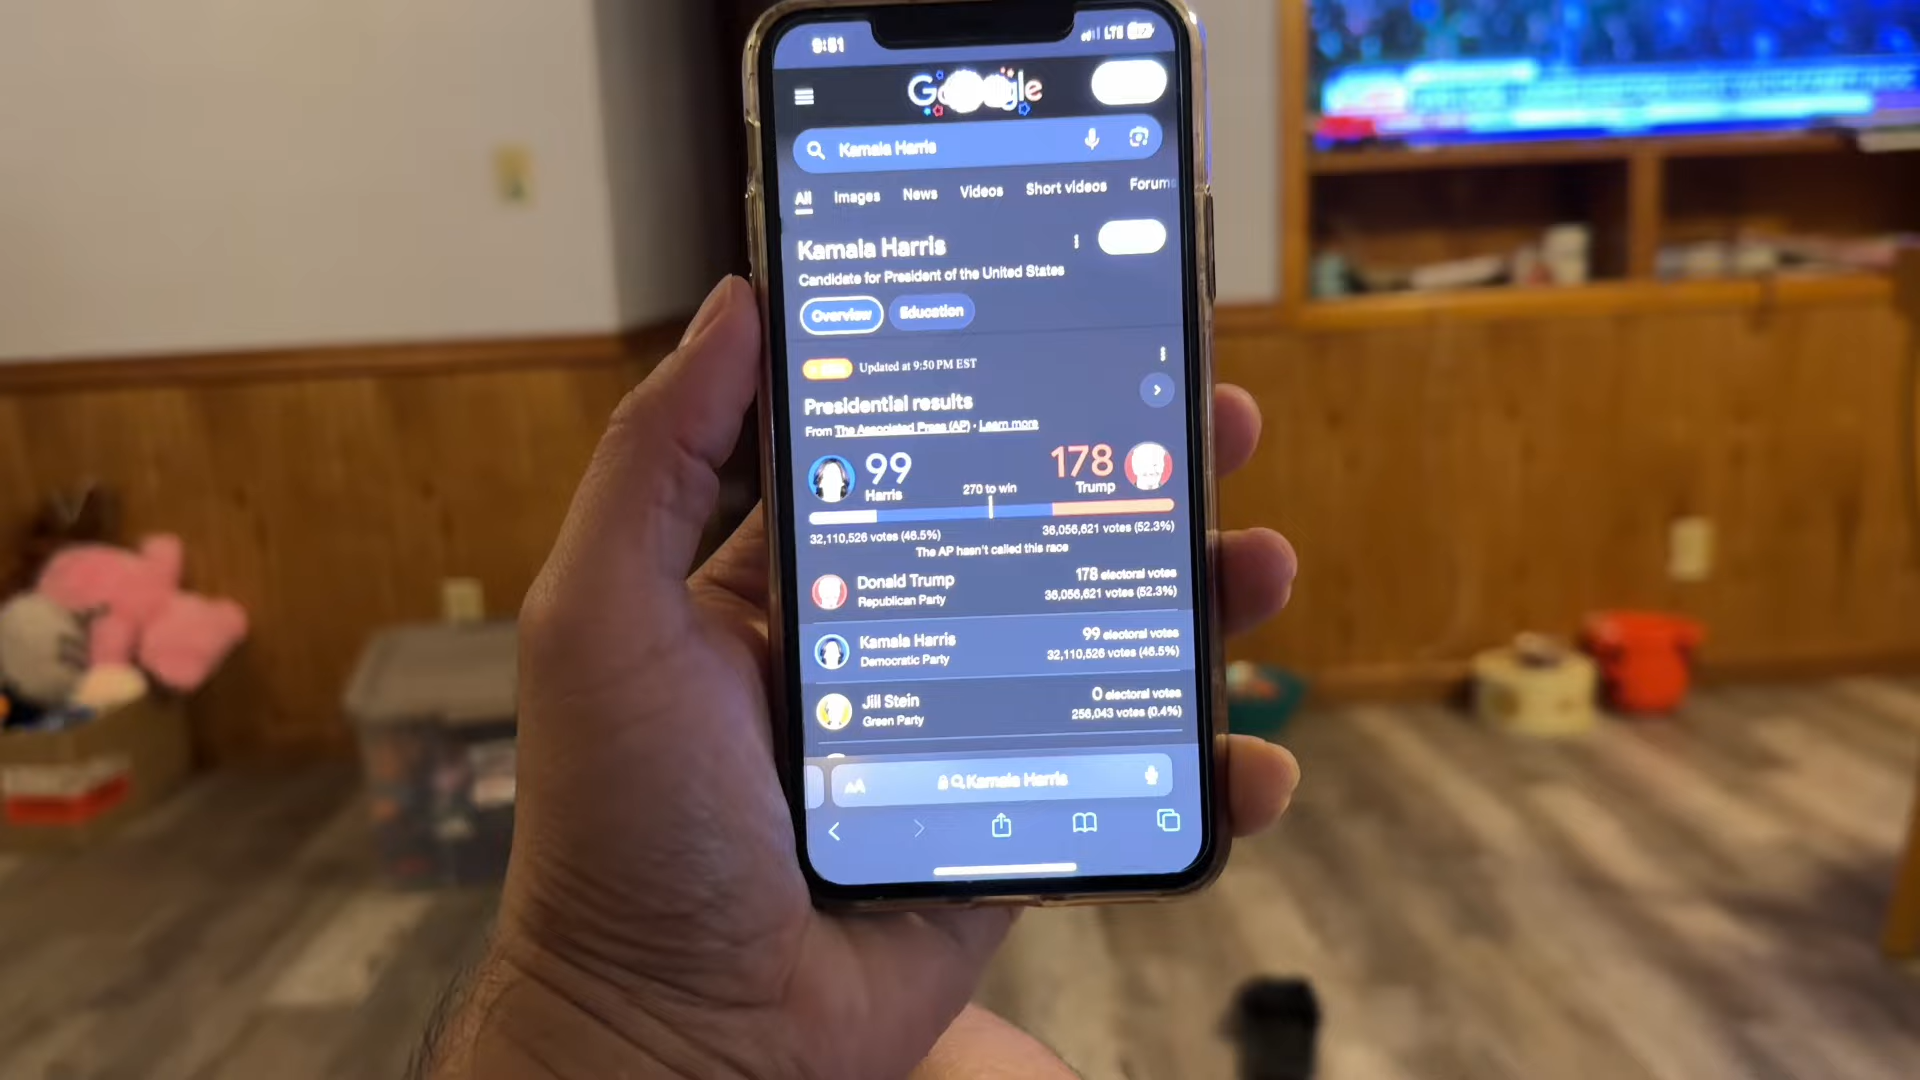 9:51
LTE
Google
Kamala Harris
All Images News Videos Short videos Forums
Kamala Harris
Candidate for President of the United States
Overview Education
Updated at 9:50 PM EST
Presidential results
From The Associated Press (AP) · Learn more
99 178
Harris 270 to win Trump
32,110,526 votes (46.5%) 36,056,621 votes (52.3%)
The AP hasn't called this race
Donald Trump 178 electoral votes
Republican Party 36,056,621 votes (52.3%)
Kamala Harris 99 electoral votes
Democratic Party 32,110,526 votes (46.5%)
Jill Stein 0 electoral votes
Green Party 256,043 votes (0.4%)
AA Kamala Harris